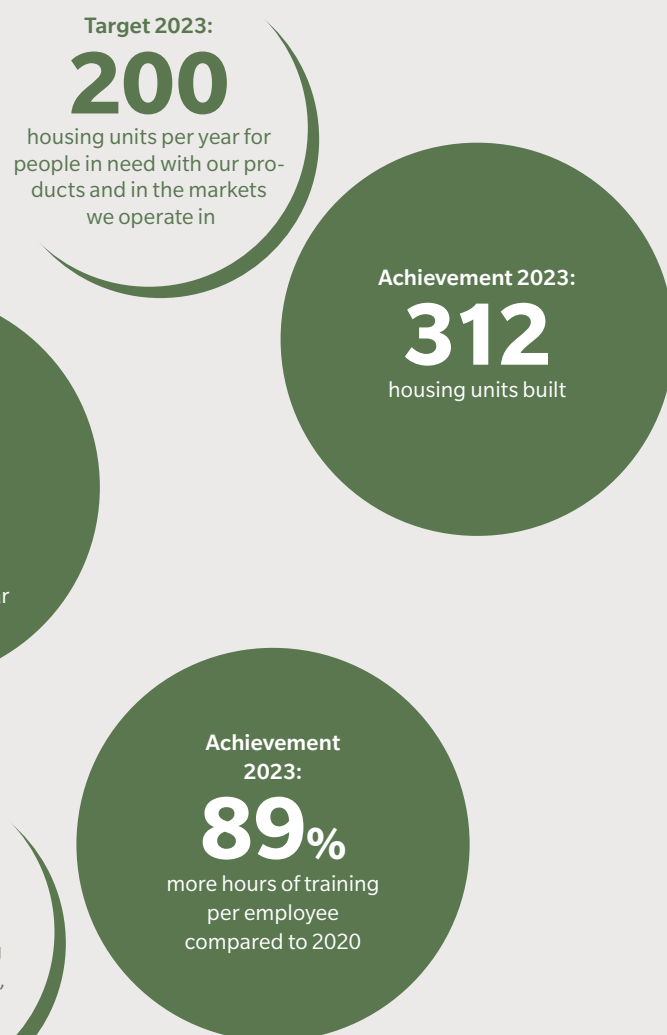 Target 2023:
200
housing units per year for
people in need with our pro-
ducts and in the markets
we operate in
Achievement 2023:
312
housing units built
Achievement
2023:
89%
more hours of training
per employee
compared to 2020